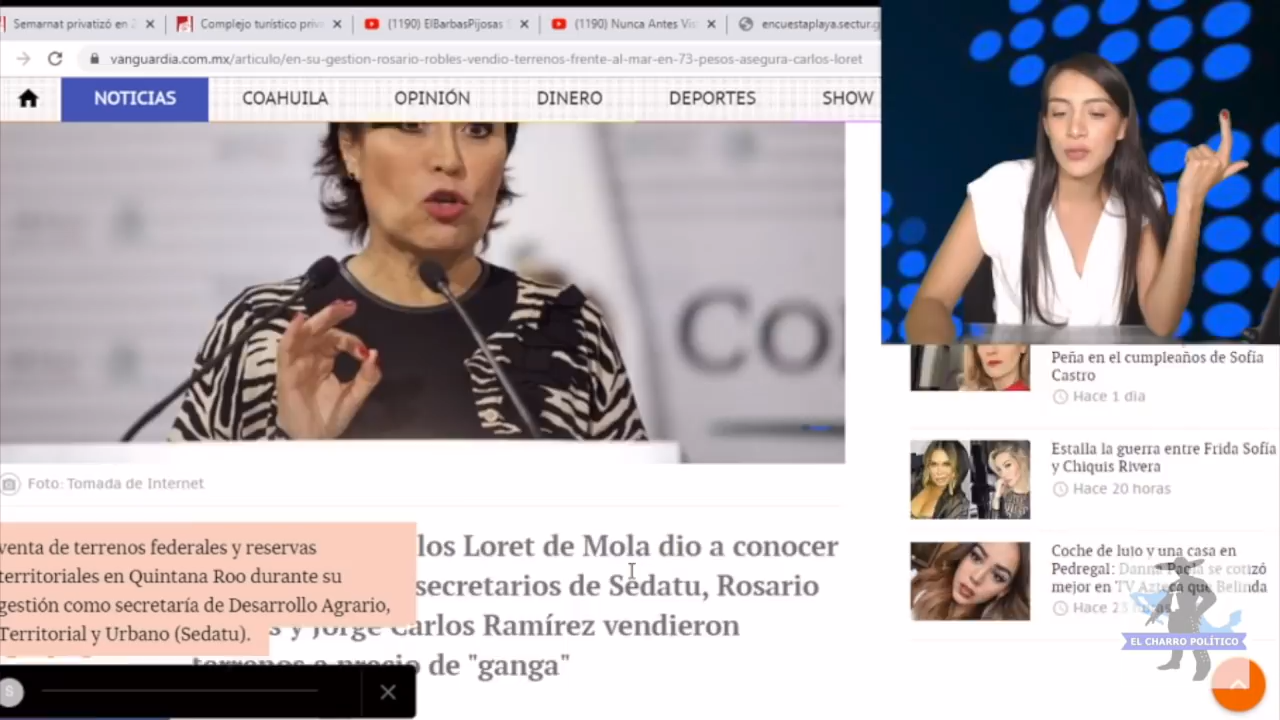 Semarnat privatizó en 2
Complejo turístico priv
(1190) ElBarbasPijosas
(1190) Nunca Antes Vis
encuestaplaya.sectur.g
vanguardia.com.mx/articulo/en-su-gestion-rosario-robles-vendio-terrenos-frente-al-mar-en-73-pesos-asegura-carlos-loret
NOTICIAS
COAHUILA
OPINIÓN
DINERO
DEPORTES
SHOW
CO
Foto: Tomada de Internet
venta de terrenos federales y reservas
territoriales en Quintana Roo durante su
gestión como secretaría de Desarrollo Agrario,
Territorial y Urbano (Sedatu).
los Loret de Mola dio a conocer
secretarios de Sedatu, Rosario
s y Jorge Carlos Ramírez vendieron
terrenos a precio de "ganga"
Peña en el cumpleaños de Sofía
Castro
Hace 1 día
Estalla la guerra entre Frida Sofía
y Chiquis Rivera
Hace 20 horas
Coche de lujo y una casa en
Pedregal: Danna Paola se cotizó
mejor en TV Azteca que Belinda
Hace 23 horas
EL CHARRO POLÍTICO
S